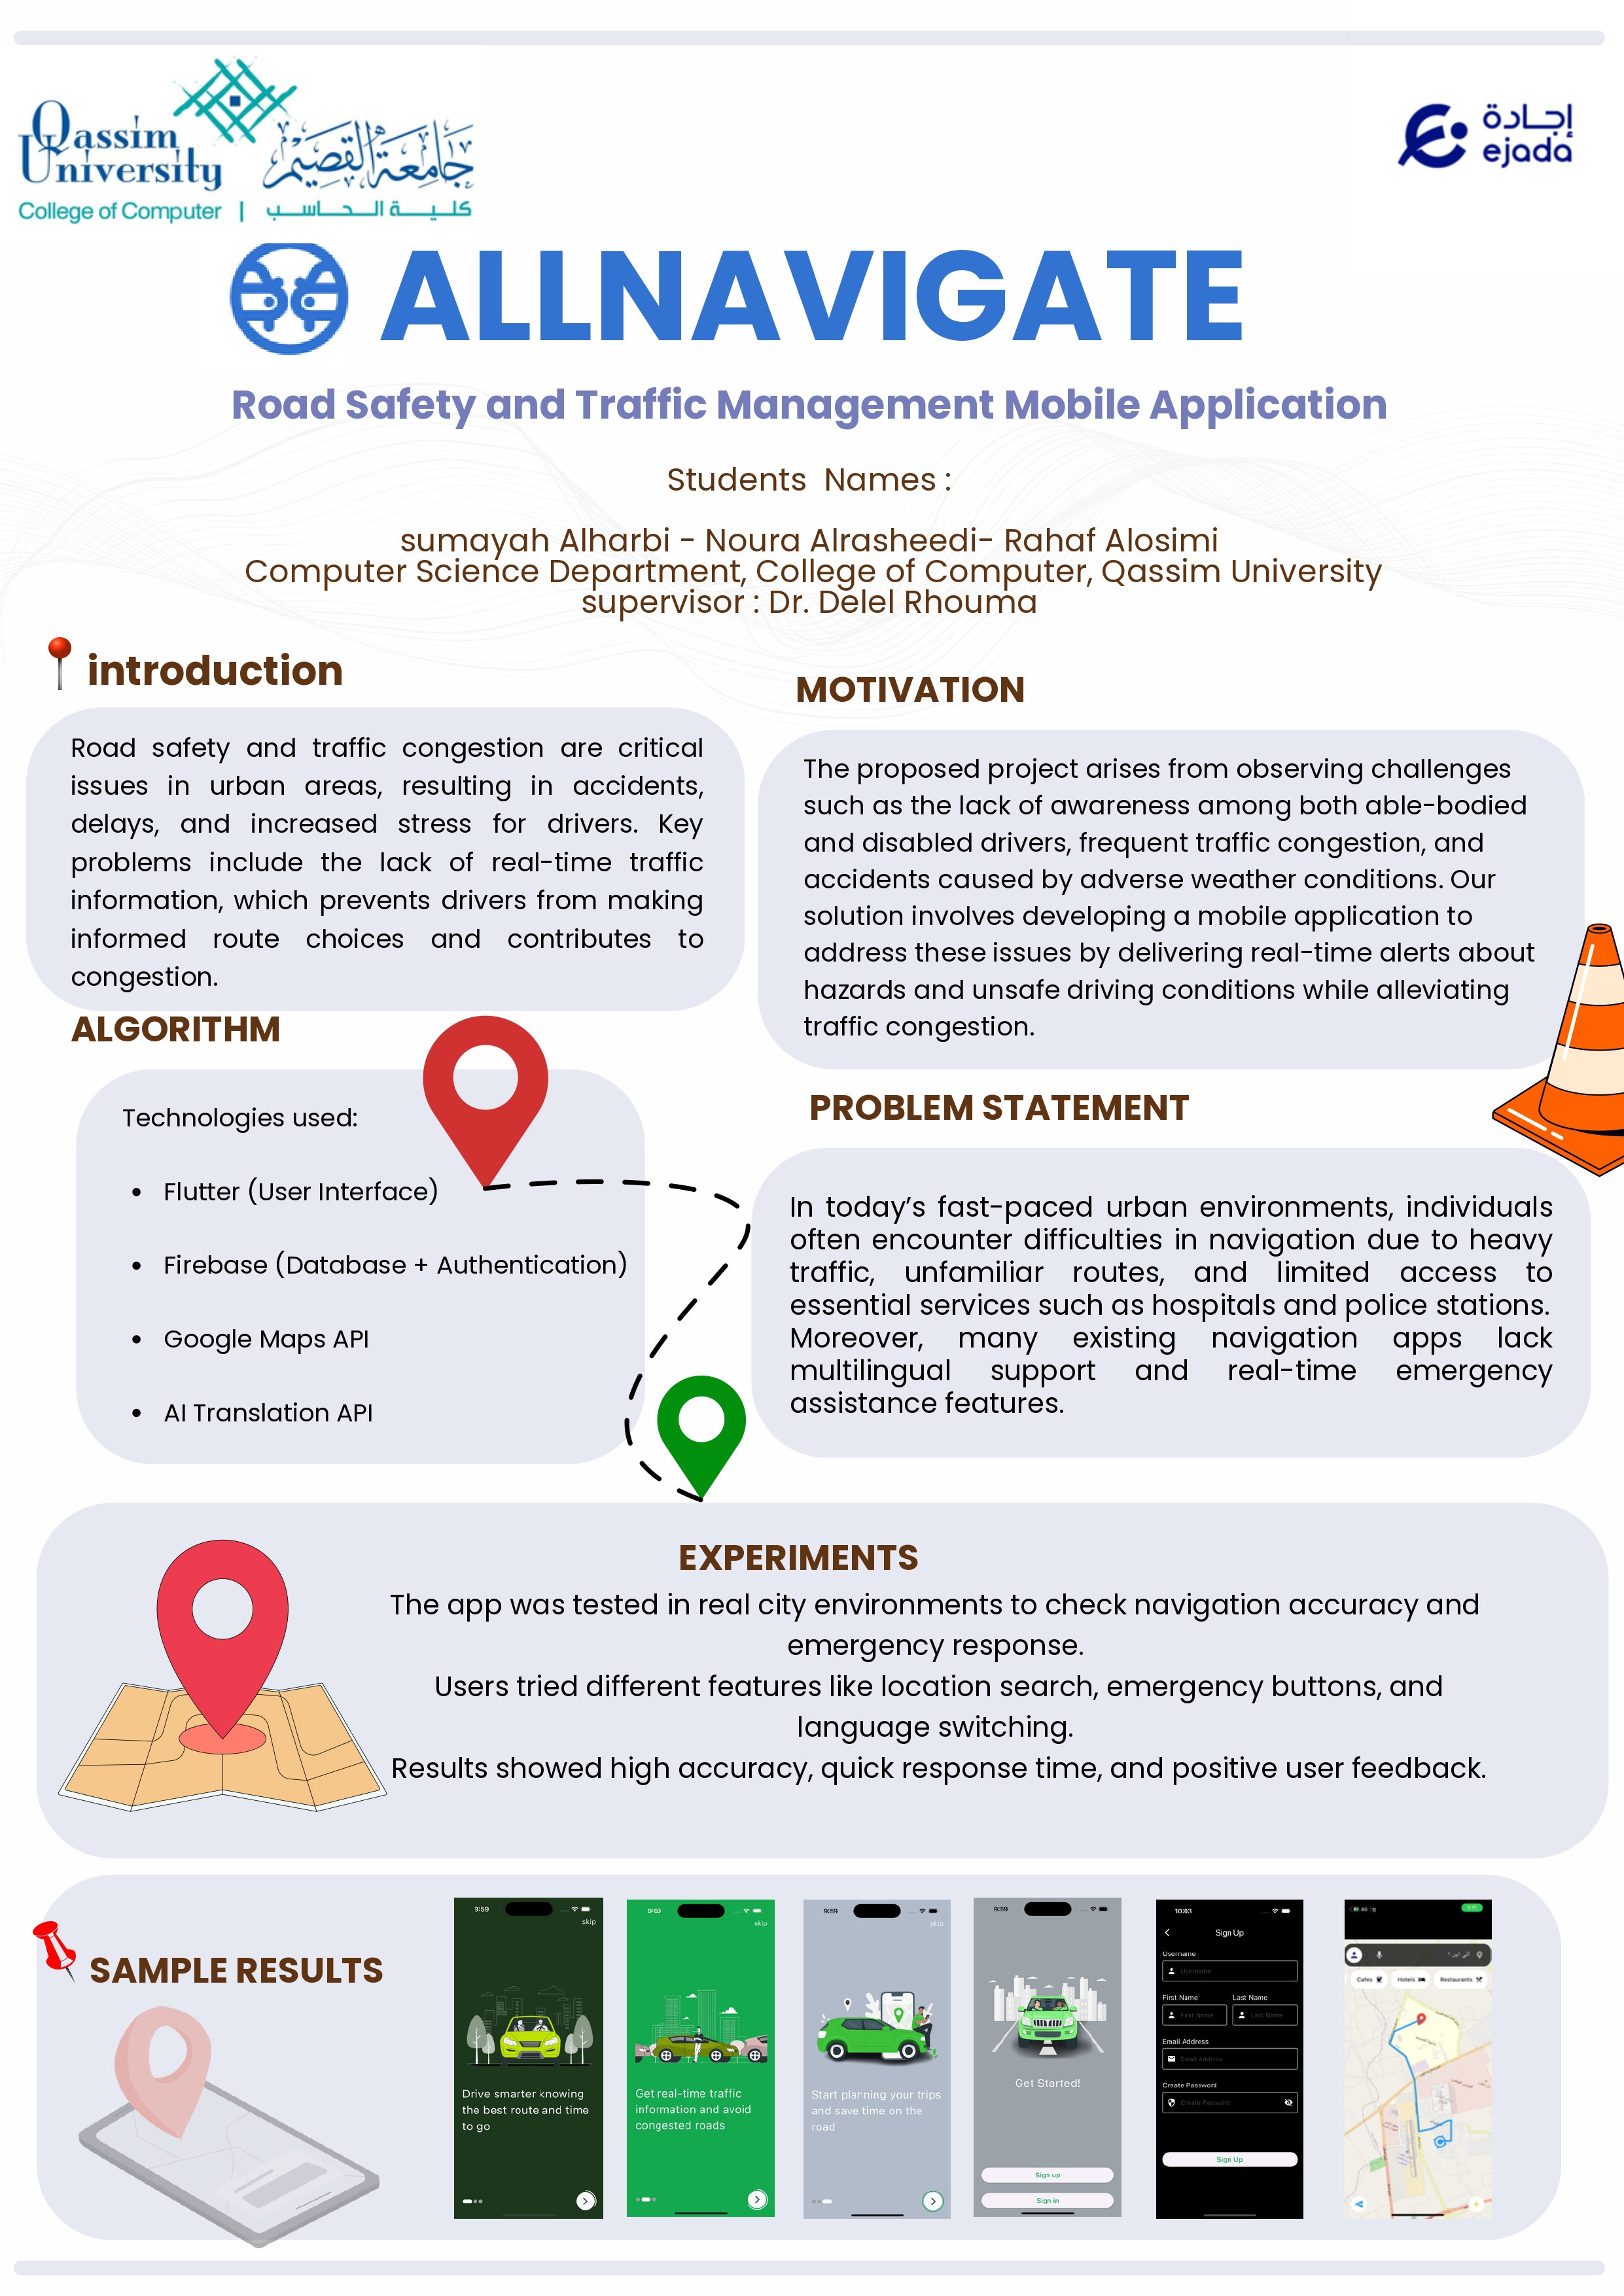 Qassim
University
جامعة القصيم
College of Computer | كلية الحاسب
إجادة
ejada
ALLNAVIGATE
Road Safety and Traffic Management Mobile Application
Students Names :
sumayah Alharbi - Noura Alrasheedi- Rahaf Alosimi
Computer Science Department, College of Computer, Qassim University
supervisor : Dr. Delel Rhouma
introduction
Road safety and traffic congestion are critical
issues in urban areas, resulting in accidents,
delays, and increased stress for drivers. Key
problems include the lack of real-time traffic
information, which prevents drivers from making
informed route choices and contributes to
congestion.
MOTIVATION
The proposed project arises from observing challenges
such as the lack of awareness among both able-bodied
and disabled drivers, frequent traffic congestion, and
accidents caused by adverse weather conditions. Our
solution involves developing a mobile application to
address these issues by delivering real-time alerts about
hazards and unsafe driving conditions while alleviating
traffic congestion.
ALGORITHM
Technologies used:
• Flutter (User Interface)
• Firebase (Database + Authentication)
• Google Maps API
• AI Translation API
PROBLEM STATEMENT
In today's fast-paced urban environments, individuals
often encounter difficulties in navigation due to heavy
traffic, unfamiliar routes, and limited access to
essential services such as hospitals and police stations.
Moreover, many existing navigation apps lack
multilingual support and real-time emergency
assistance features.
EXPERIMENTS
The app was tested in real city environments to check navigation accuracy and
emergency response.
Users tried different features like location search, emergency buttons, and
language switching.
Results showed high accuracy, quick response time, and positive user feedback.
SAMPLE RESULTS
9:59
skip
Drive smarter knowing
the best route and time
to go
9:59
skip
Get real-time traffic
information and avoid
congested roads
9:59
skip
Start planning your trips
and save time on the
road
9:59
Get Started!
Sign up
Sign in
10:03
Sign Up
Username
Username
First Name Last Name
First Name Last Name
Email Address
Email Address
Create Password
Create Password
Sign Up
4G
Cafes Hotels Restaurants